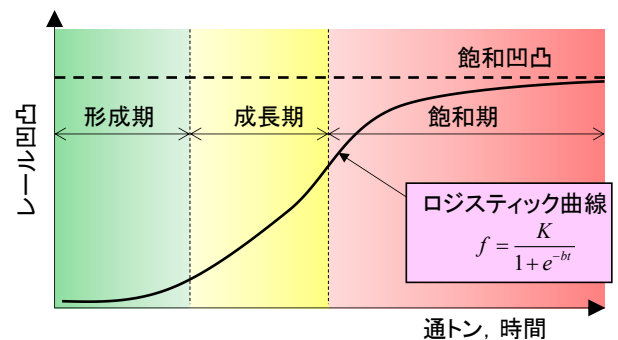 飽和凹凸
形成期
成長期
飽和期
レール凹凸
ロジスティック曲線
f = K / (1 + e^{-bt})
通トン，時間